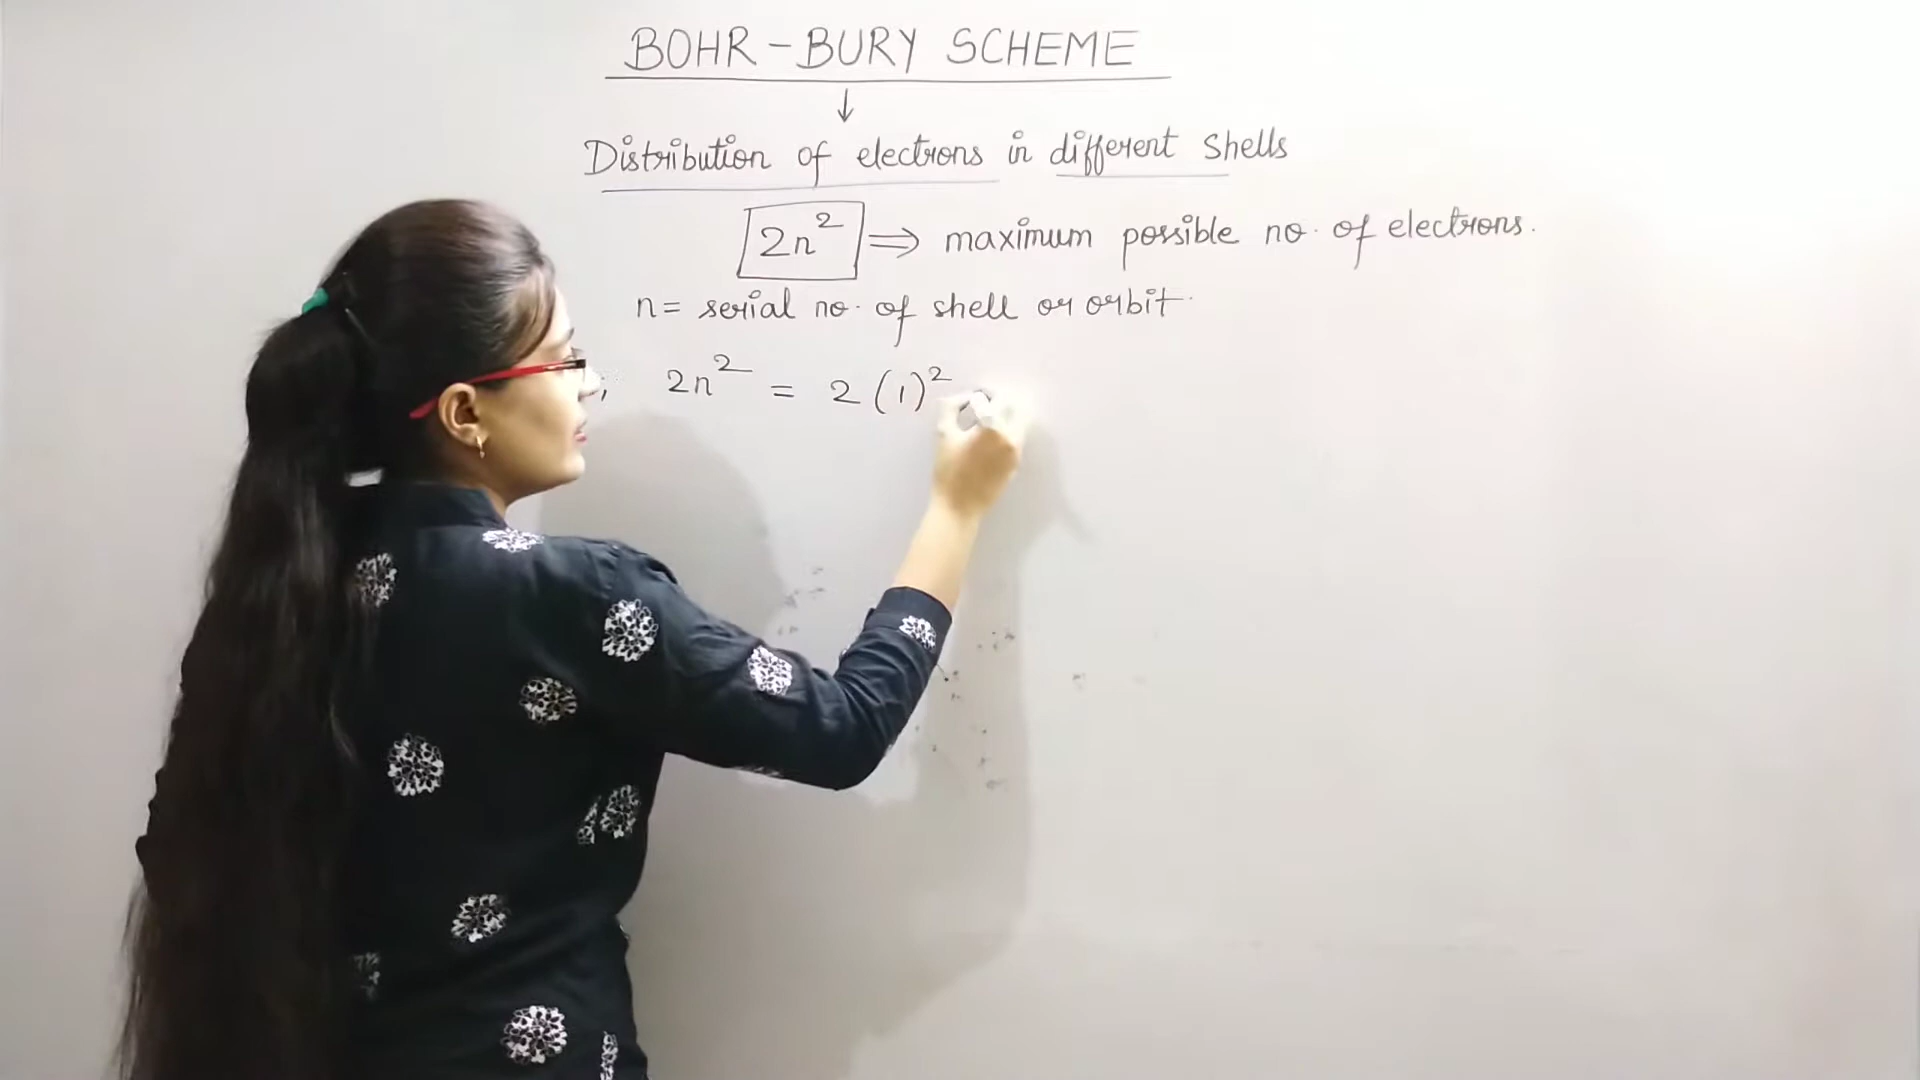 BOHR-BURY SCHEME
↓
Distribution of electrons in different shells
2n² ⇒ maximum possible no. of electrons.
n = serial no. of shell or orbit.
; 2n² = 2(1)²